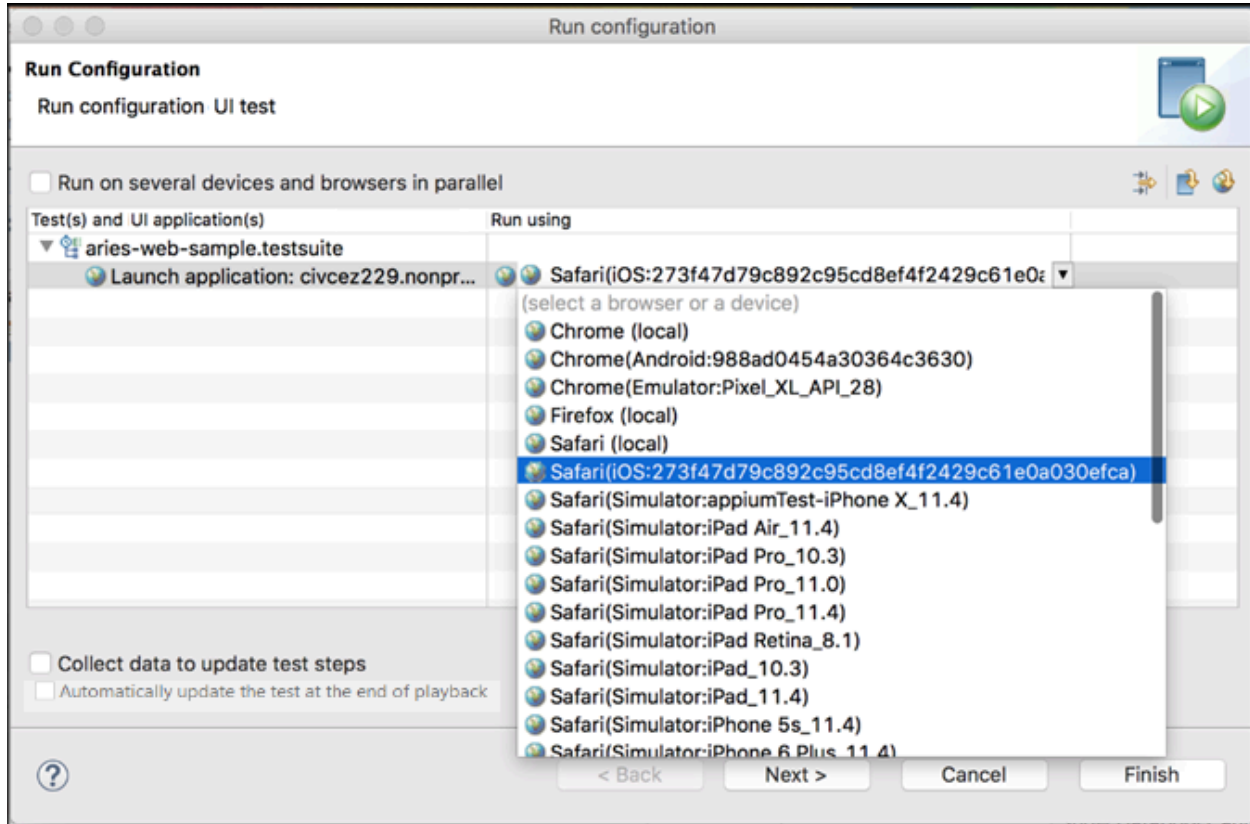 Run configuration
Run Configuration
Run configuration UI test
Run on several devices and browsers in parallel
Test(s) and UI application(s) Run using
aries-web-sample.testsuite
Launch application: civcez229.nonpr... Safari(iOS:273f47d79c892c95cd8ef4f2429c61e0a
(select a browser or a device)
Chrome (local)
Chrome(Android:988ad0454a30364c3630)
Chrome(Emulator:Pixel_XL_API_28)
Firefox (local)
Safari (local)
Safari(iOS:273f47d79c892c95cd8ef4f2429c61e0a030efca)
Safari(Simulator:appiumTest-iPhone X_11.4)
Safari(Simulator:iPad Air_11.4)
Safari(Simulator:iPad Pro_10.3)
Safari(Simulator:iPad Pro_11.0)
Safari(Simulator:iPad Pro_11.4)
Safari(Simulator:iPad Retina_8.1)
Safari(Simulator:iPad_10.3)
Safari(Simulator:iPad_11.4)
Safari(Simulator:iPhone 5s_11.4)
Safari(Simulator:iPhone 6 Plus_11.4)
Collect data to update test steps
Automatically update the test at the end of playback
? < Back Next > Cancel Finish